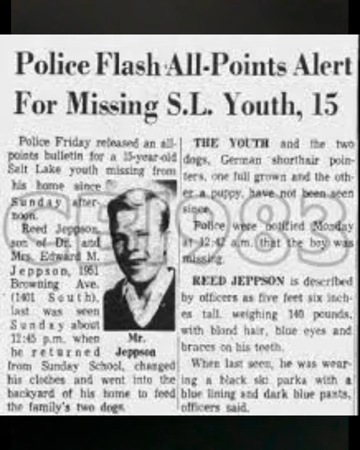 Police Flash All-Points Alert
For Missing S.L. Youth, 15
Police Friday released an all-
points bulletin for a 15-year-old
Salt Lake youth missing from
his home since
Sunday after-
noon.
Reed Jeppson,
son of Dr. and
Mrs. Edward M.
Jeppson, 1951
Browning Ave.
(1401 South),
last was seen
Sunday about
12:45 p.m. when
he returned
from Sunday School, changed
his clothes and went into the
backyard of his home to feed
the family's two dogs.
Mr.
Jeppson
THE YOUTH and the two
dogs, German shorthair poin-
ters, one full grown and the oth-
er a puppy, have not been seen
since.
Police were notified Monday
at 12:42 a.m. that the boy was
missing.
REED JEPPSON is described
by officers as five feet six inch-
es tall, weighing 140 pounds,
with blond hair, blue eyes and
braces on his teeth.
When last seen, he was wear-
ing a black ski parka with a
blue lining and dark blue pants,
officers said.